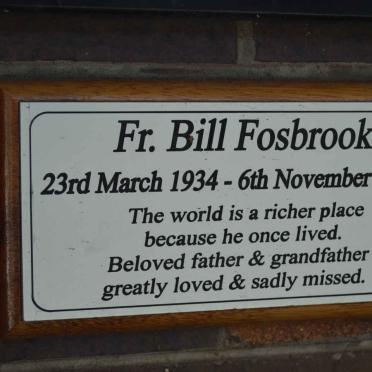 Fr. Bill Fosbrook
23rd March 1934 - 6th November
The world is a richer place
because he once lived.
Beloved father & grandfather
greatly loved & sadly missed.